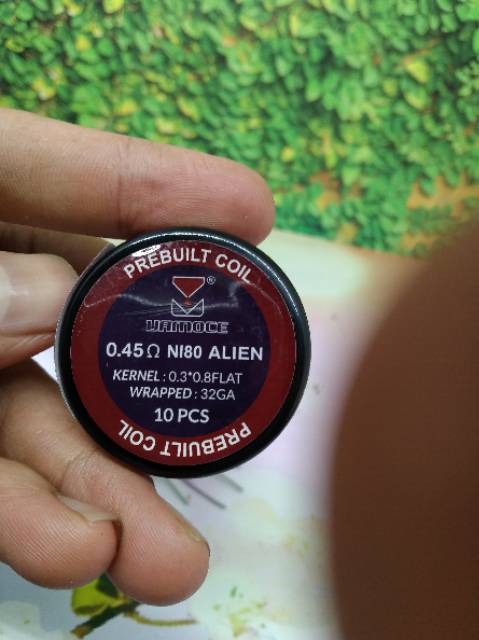 PREBUILT COIL
®
UAMOCE
0.45Ω NI80 ALIEN
KERNEL : 0.3*0.8FLAT
WRAPPED : 32GA
10 PCS
PREBUILT COIL